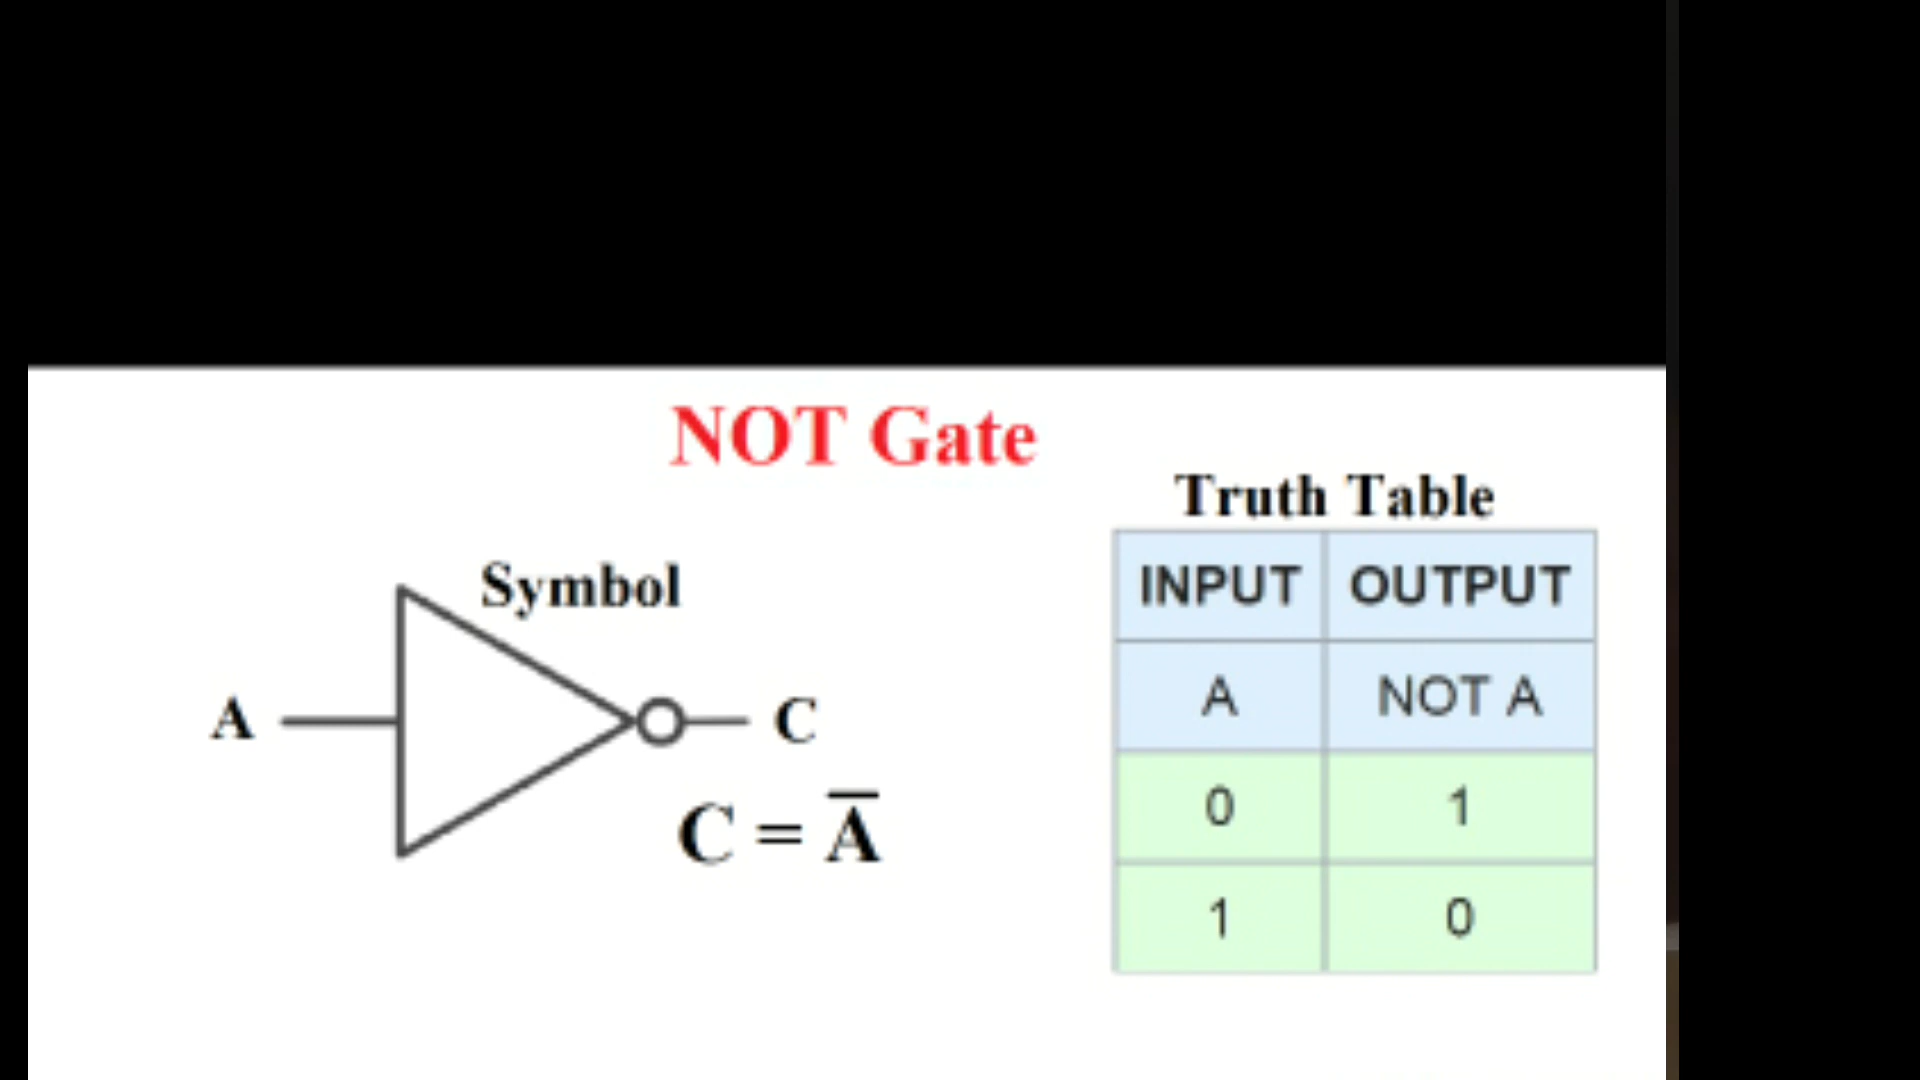 NOT Gate
Truth Table
Symbol
INPUT OUTPUT
A NOT A
0 1
1 0
A C
C = A̅